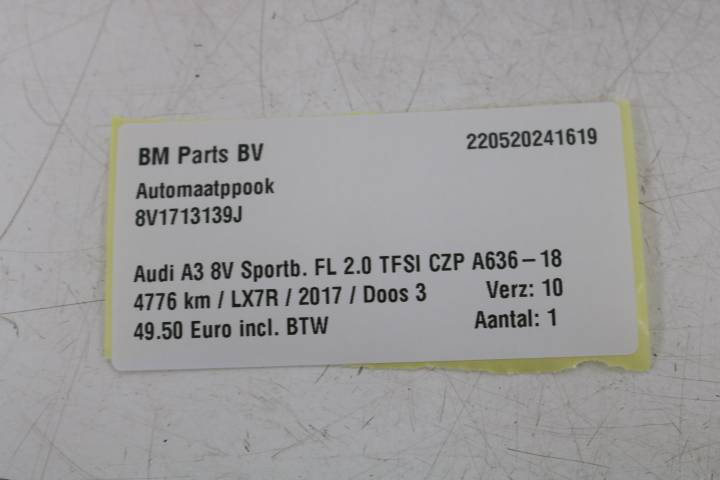 BM Parts BV 220520241619
Automaatppook
8V1713139J
Audi A3 8V Sportb. FL 2.0 TFSI CZP A636-18
4776 km / LX7R / 2017 / Doos 3 Verz: 10
49.50 Euro incl. BTW Aantal: 1